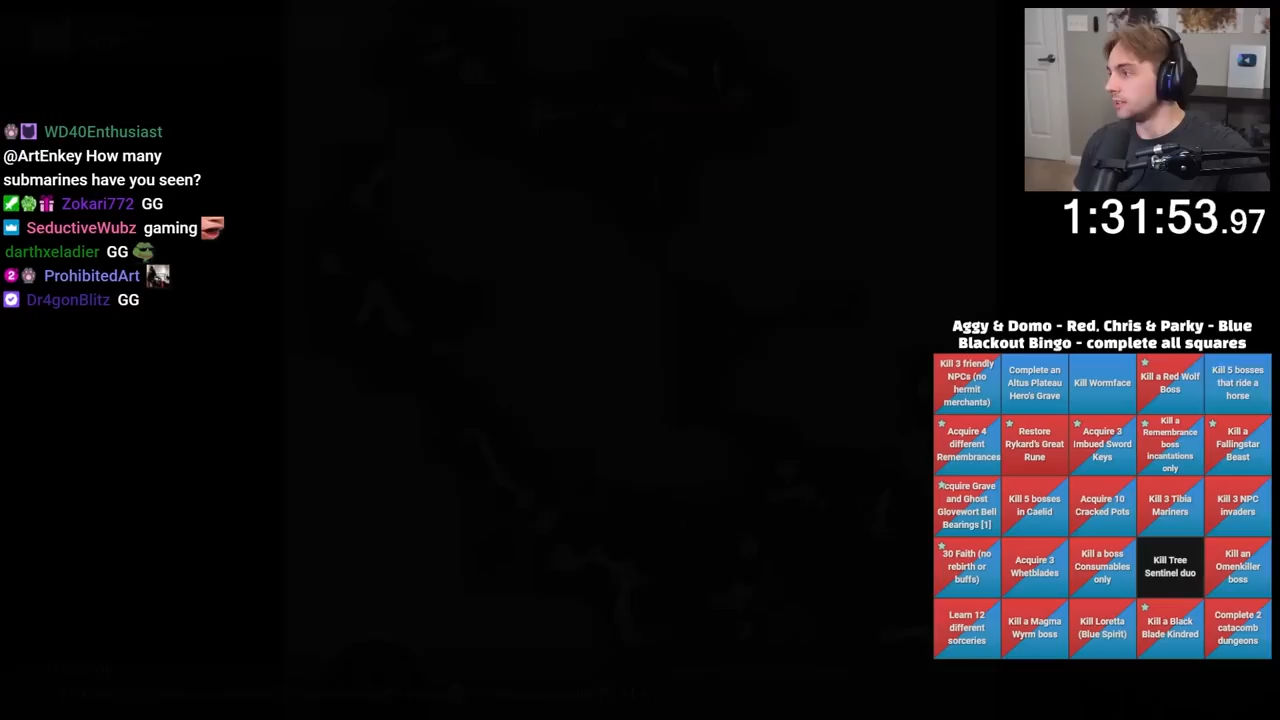 WD40Enthusiast
@ArtEnkey How many
submarines have you seen?
Zokari772 GG
SeductiveWubz gaming
darthxeladier GG
2 ProhibitedArt
Dr4gonBlitz GG
1:31:53.97
Aggy & Domo - Red. Chris & Parky - Blue
Blackout Bingo - complete all squares
Kill 3 friendly
NPCs (no
hermit
merchants)
Complete an
Altus Plateau
Hero's Grave
Kill Wormface
Kill a Red Wolf
Boss
Kill 5 bosses
that ride a
horse
Acquire 4
different
Remembrances
Restore
Rykard's Great
Rune
Acquire 3
Imbued Sword
Keys
Kill a
Remembrance
boss
incantations
only
Kill a
Fallingstar
Beast
Acquire Grave
and Ghost
Glovewort Bell
Bearings [1]
Kill 5 bosses
in Caelid
Acquire 10
Cracked Pots
Kill 3 Tibia
Mariners
Kill 3 NPC
invaders
30 Faith (no
rebirth or
buffs)
Acquire 3
Whetblades
Kill a boss
Consumables
only
Kill Tree
Sentinel duo
Kill an
Omenkiller
boss
Learn 12
different
sorceries
Kill a Magma
Wyrm boss
Kill Loretta
(Blue Spirit)
Kill a Black
Blade Kindred
Complete 2
catacomb
dungeons